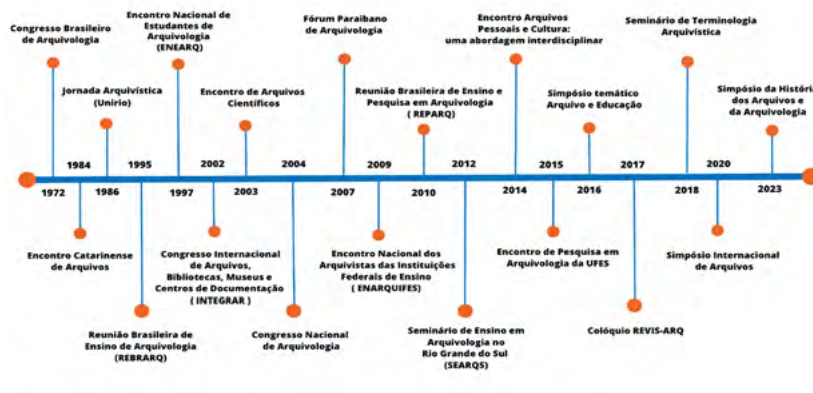 Congresso Brasileiro
de Arquivologia
Encontro Nacional de
Estudantes de
Arquivologia
(ENEARQ)
Fórum Paraibano
de Arquivologia
Encontro Arquivos
Pessoais e Cultura:
uma abordagem interdisciplinar
Seminário de Terminologia
Arquivística
Jornada Arquivística
(Unirio)
Encontro de Arquivos
Científicos
Reunião Brasileira de Ensino e
Pesquisa em Arquivologia
( REPARQ)
Simpósio temático
Arquivo e Educação
Simpósio da História
dos Arquivos e
da Arquivologia
1984 1995 2002 2004 2009 2012 2015 2017 2020
1972 1986 1997 2003 2007 2010 2014 2016 2018 2023
Encontro Catarinense
de Arquivos
Congresso Internacional
de Arquivos,
Bibliotecas, Museus e
Centros de Documentação
( INTEGRAR )
Encontro Nacional dos
Arquivistas das Instituições
Federais de Ensino
( ENARQUIFES)
Encontro de Pesquisa em
Arquivologia da UFES
Simpósio Internacional
de Arquivos
Reunião Brasileira de
Ensino de Arquivologia
(REBRARQ)
Congresso Nacional
de Arquivologia
Seminário de Ensino em
Arquivologia no
Rio Grande do Sul
(SEARQS)
Colóquio REVIS-ARQ